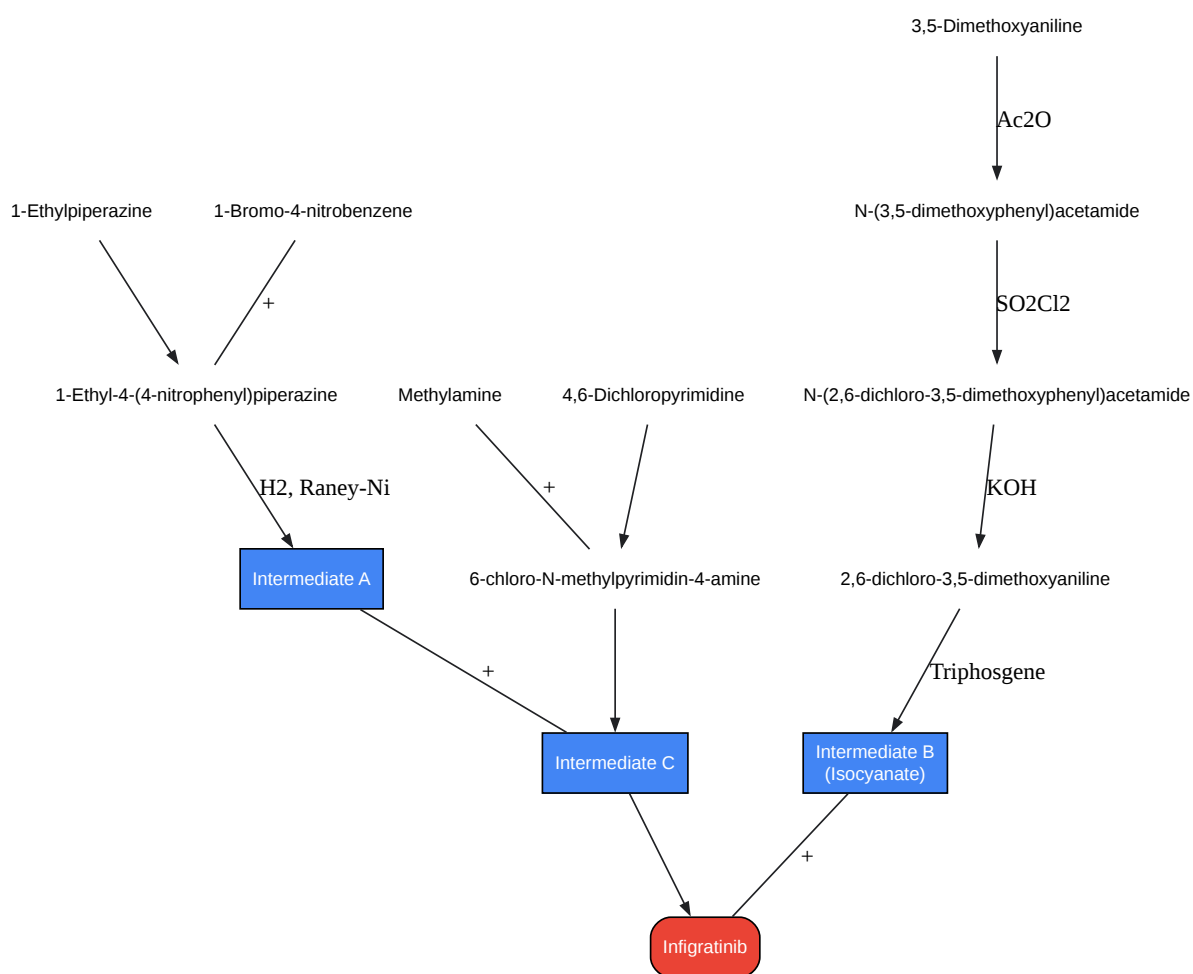 3,5-Dimethoxyaniline
Ac2O
1-Ethylpiperazine
1-Bromo-4-nitrobenzene
N-(3,5-dimethoxyphenyl)acetamide
+
SO2Cl2
1-Ethyl-4-(4-nitrophenyl)piperazine
Methylamine
4,6-Dichloropyrimidine
N-(2,6-dichloro-3,5-dimethoxyphenyl)acetamide
H2, Raney-Ni
+
KOH
Intermediate A
6-chloro-N-methylpyrimidin-4-amine
2,6-dichloro-3,5-dimethoxyaniline
+
Triphosgene
Intermediate C
Intermediate B
(Isocyanate)
+
Infigratinib